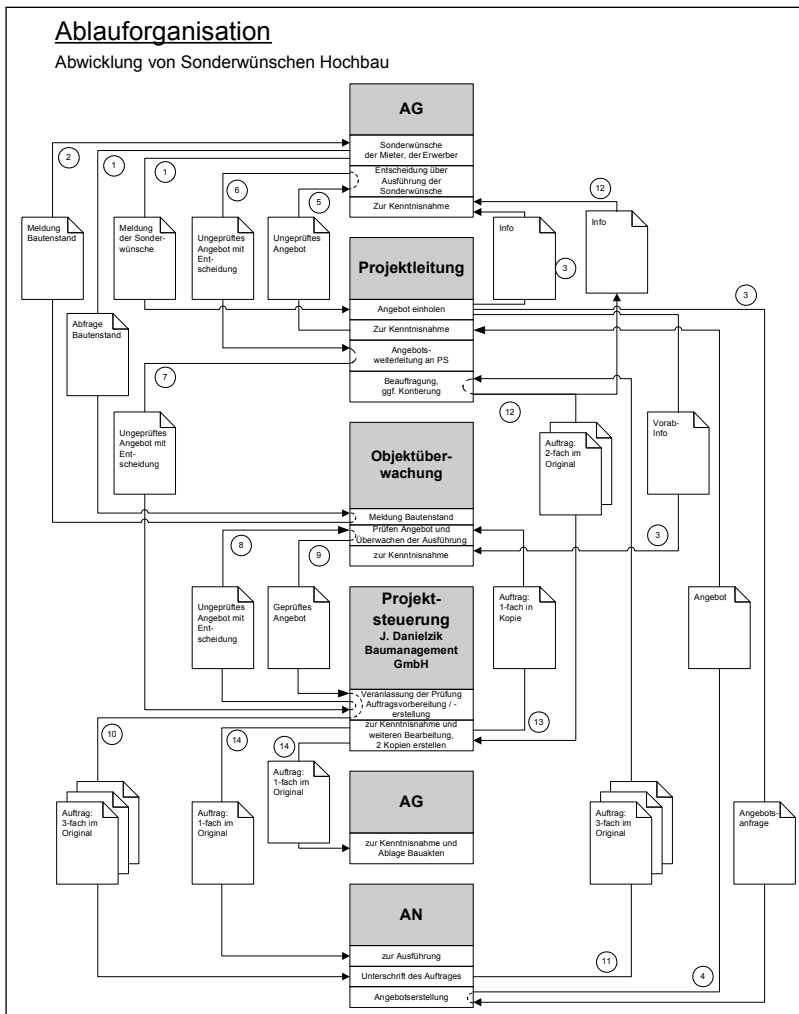 Ablauforganisation
Abwicklung von Sonderwünschen Hochbau
AG
Sonderwünsche
der Mieter, der Erwerber
Entscheidung über
Ausführung der
Sonderwünsche
Zur Kenntnisnahme
2
1
1
6
5
12
Meldung
Bautenstand
Meldung
der Sonder-
wünsche
Ungeprüftes
Angebot mit
Ent-
scheidung
Ungeprüftes
Angebot
Info
Info
3
3
Projektleitung
Angebot einholen
Zur Kenntnisnahme
Angebots-
weiterleitung an PS
Beauftragung,
ggf. Kontierung
Abfrage
Bautenstand
7
12
Ungeprüftes
Angebot mit
Ent-
scheidung
Auftrag:
2-fach im
Original
Vorab-
Info
Objektüber-
wachung
Meldung Bautenstand
Prüfen Angebot und
Überwachen der Ausführung
zur Kenntnisnahme
8
9
3
Ungeprüftes
Angebot mit
Ent-
scheidung
Geprüftes
Angebot
Auftrag:
1-fach in
Kopie
Angebot
Projekt-
steuerung
J. Danielzik
Baumanagement
GmbH
Veranlassung der Prüfung
Auftragsvorbereitung / -
erstellung
zur Kenntnisnahme und
weiteren Bearbeitung,
2 Kopien erstellen
10
14
14
13
Auftrag:
1-fach im
Original
Auftrag:
3-fach im
Original
Auftrag:
1-fach im
Original
AG
zur Kenntnisnahme und
Ablage Bauakten
Auftrag:
3-fach im
Original
Angebots-
anfrage
AN
zur Ausführung
Unterschrift des Auftrages
Angebotserstellung
11
4